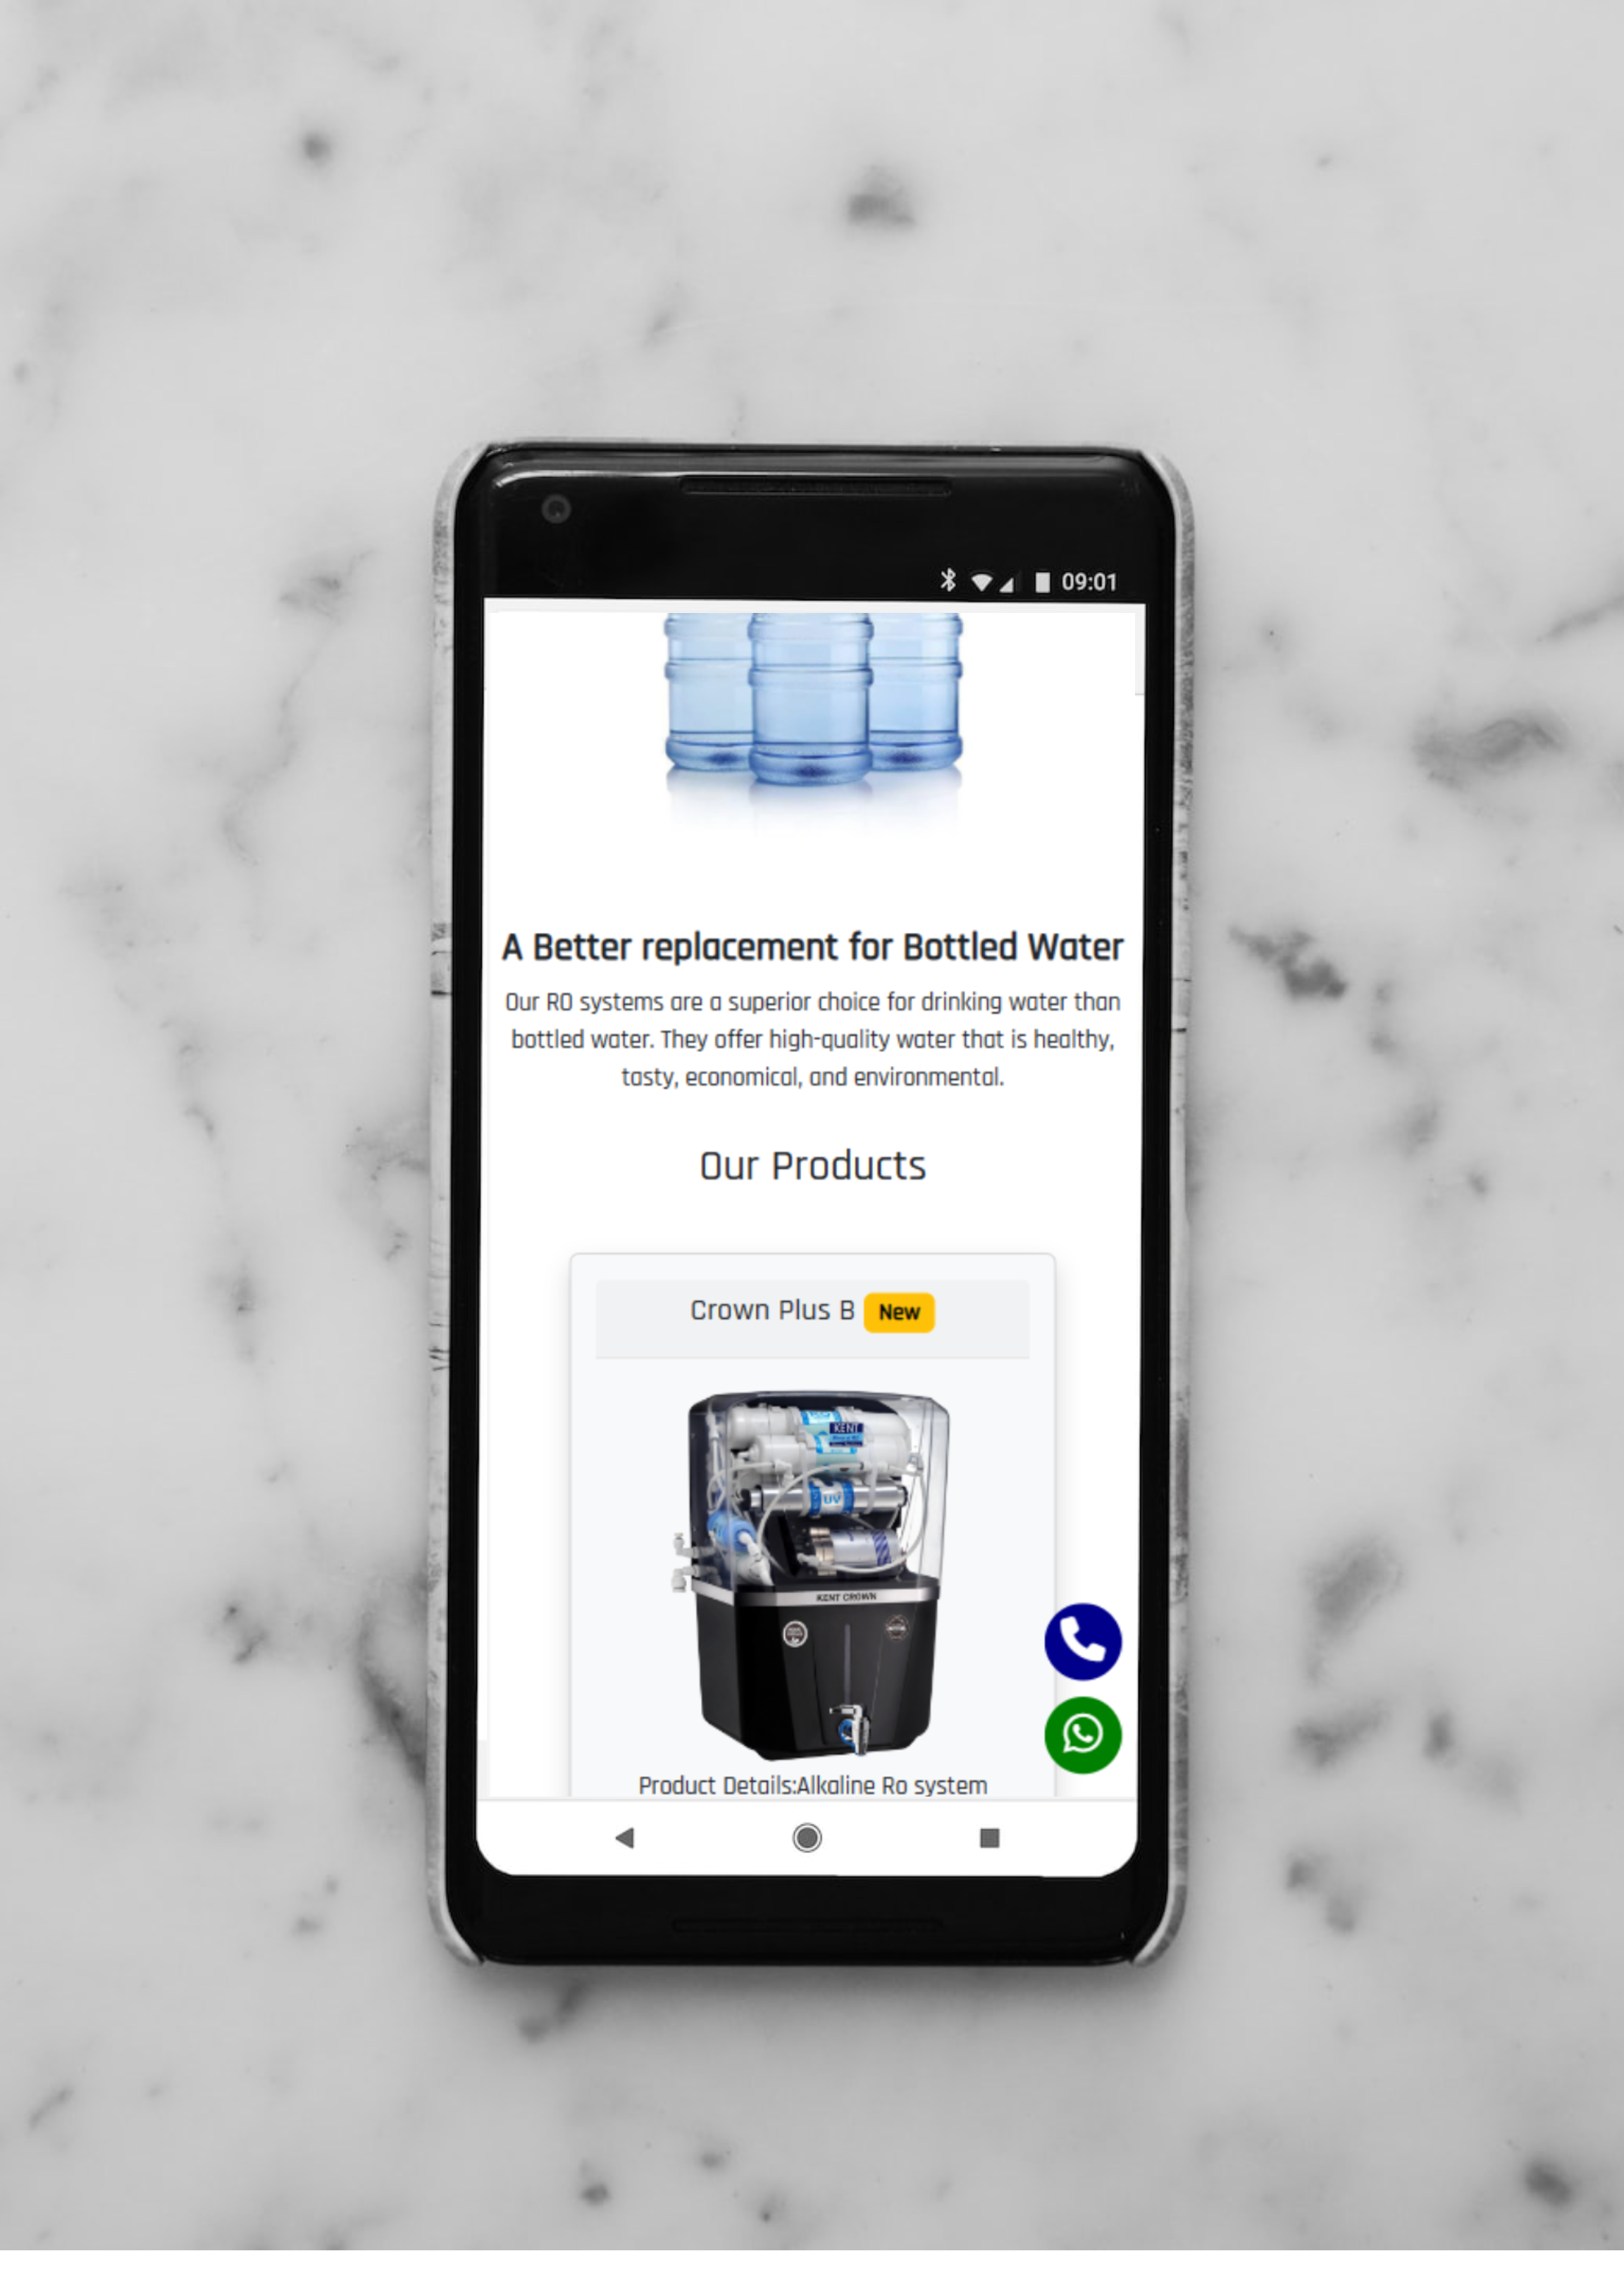 09:01
A Better replacement for Bottled Water
Our RO systems are a superior choice for drinking water than
bottled water. They offer high-quality water that is healthy,
tasty, economical, and environmental.
Our Products
Crown Plus B New
KENT
UV
KENT CROWN
Product Details:Alkaline Ro system